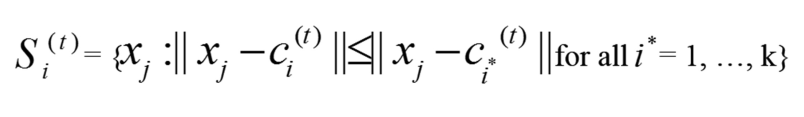 S_i^{(t)} = {x_j : ‖ x_j − c_i^{(t)} ‖≤‖ x_j − c_{i*}^{(t)} ‖ for all i* = 1, …, k}